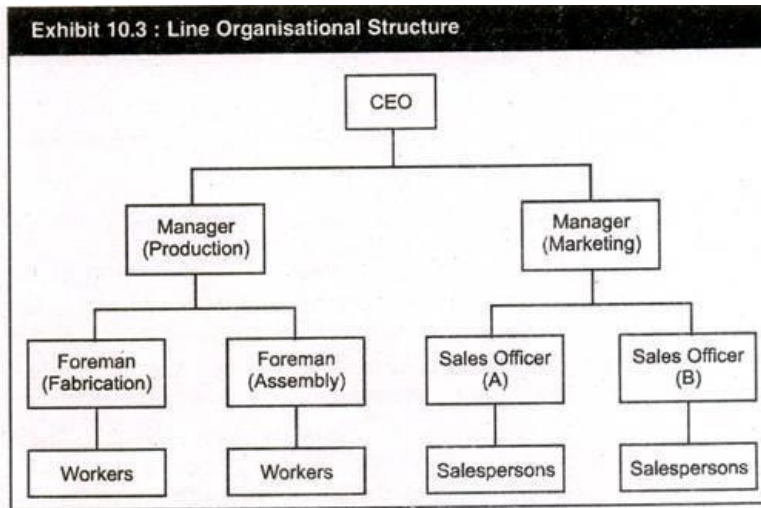 Exhibit 10.3 : Line Organisational Structure
CEO
Manager
(Production)
Manager
(Marketing)
Foreman
(Fabrication)
Foreman
(Assembly)
Sales Officer
(A)
Sales Officer
(B)
Workers
Workers
Salespersons
Salespersons